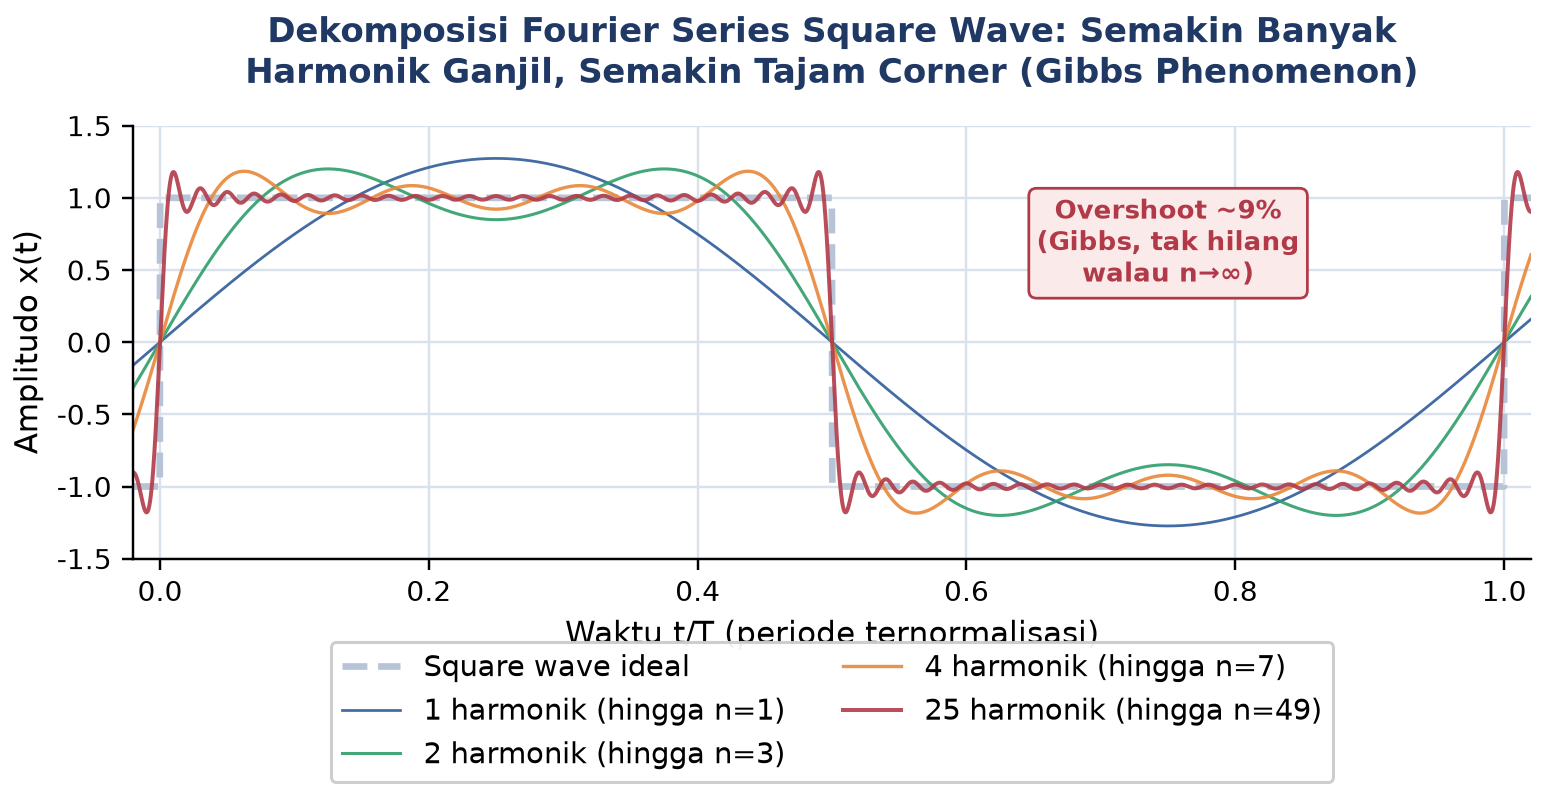 Dekomposisi Fourier Series Square Wave: Semakin Banyak
Harmonik Ganjil, Semakin Tajam Corner (Gibbs Phenomenon)
Amplitudo x(t)
1.5
1.0
0.5
0.0
-0.5
-1.0
-1.5
Overshoot ~9%
(Gibbs, tak hilang
walau n→∞)
0.0 0.2 0.4 0.6 0.8 1.0
Waktu t/T (periode ternormalisasi)
Square wave ideal
1 harmonik (hingga n=1)
2 harmonik (hingga n=3)
4 harmonik (hingga n=7)
25 harmonik (hingga n=49)